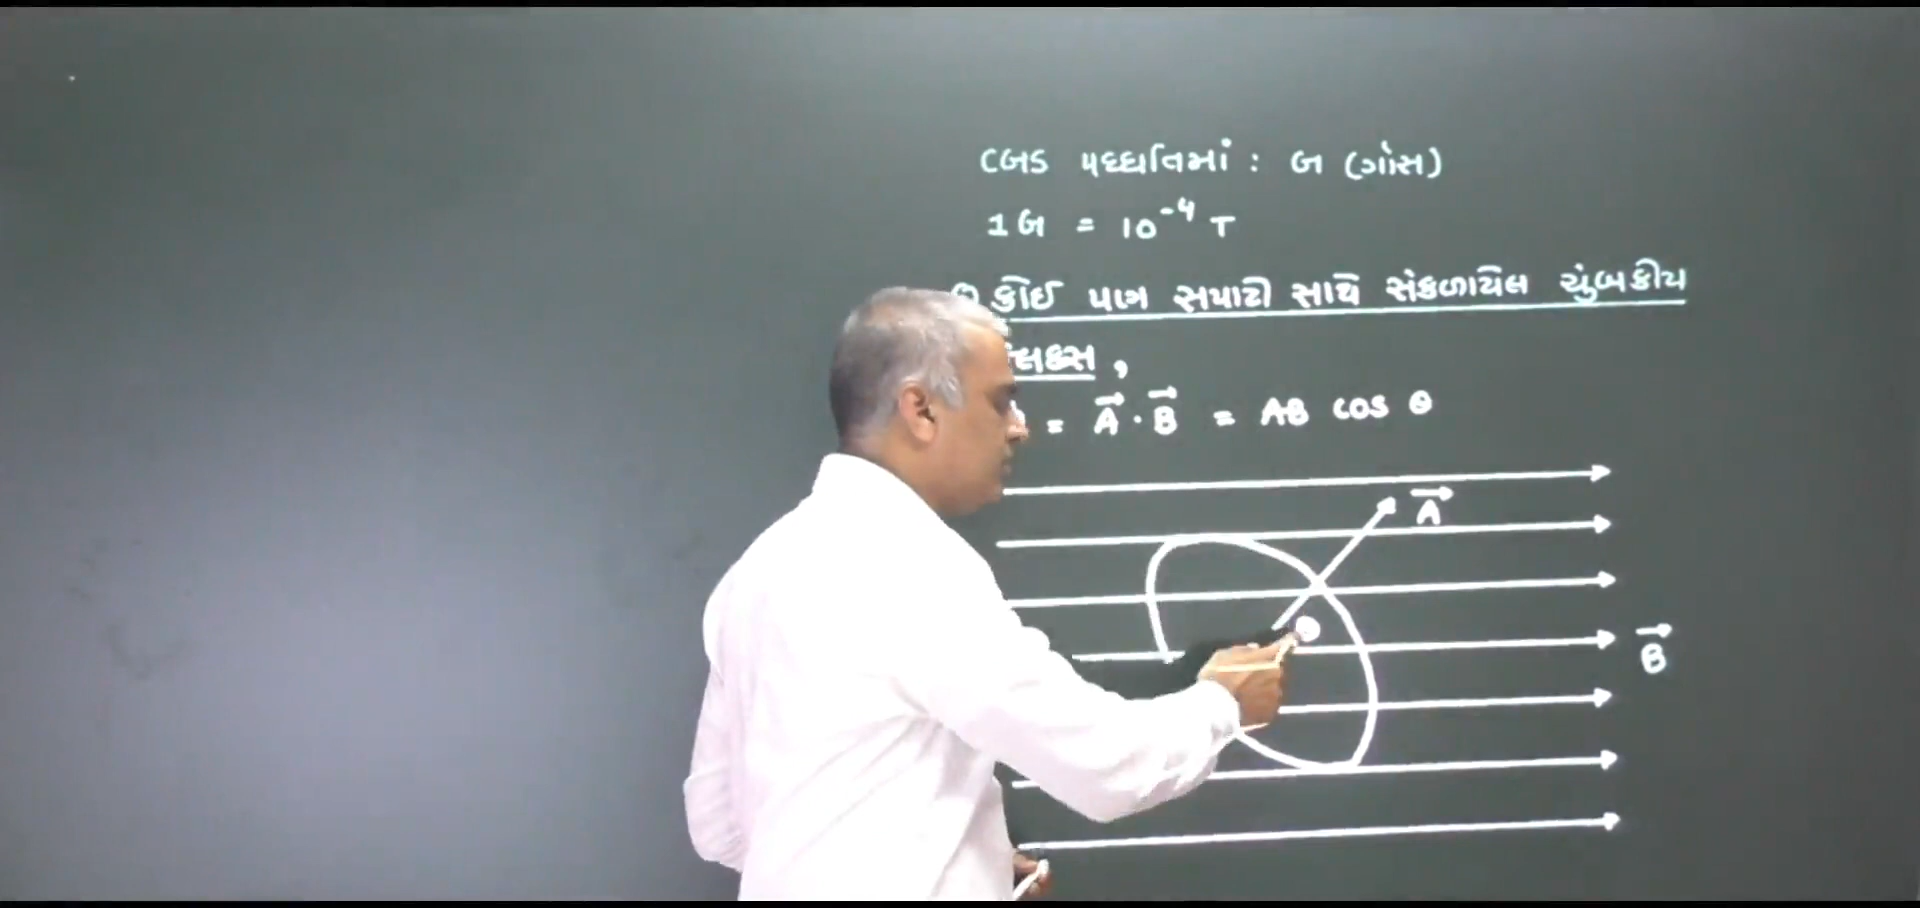 CGS પદ્ધતિમાં : G (ગૉસ)
1G = 10⁻⁴ T
કોઈ પણ સપાટી સાથે સંકળાયેલ ચુંબકીય
ફ્લક્સ,
= A⃗ · B⃗ = AB cos θ
A⃗
θ
B⃗